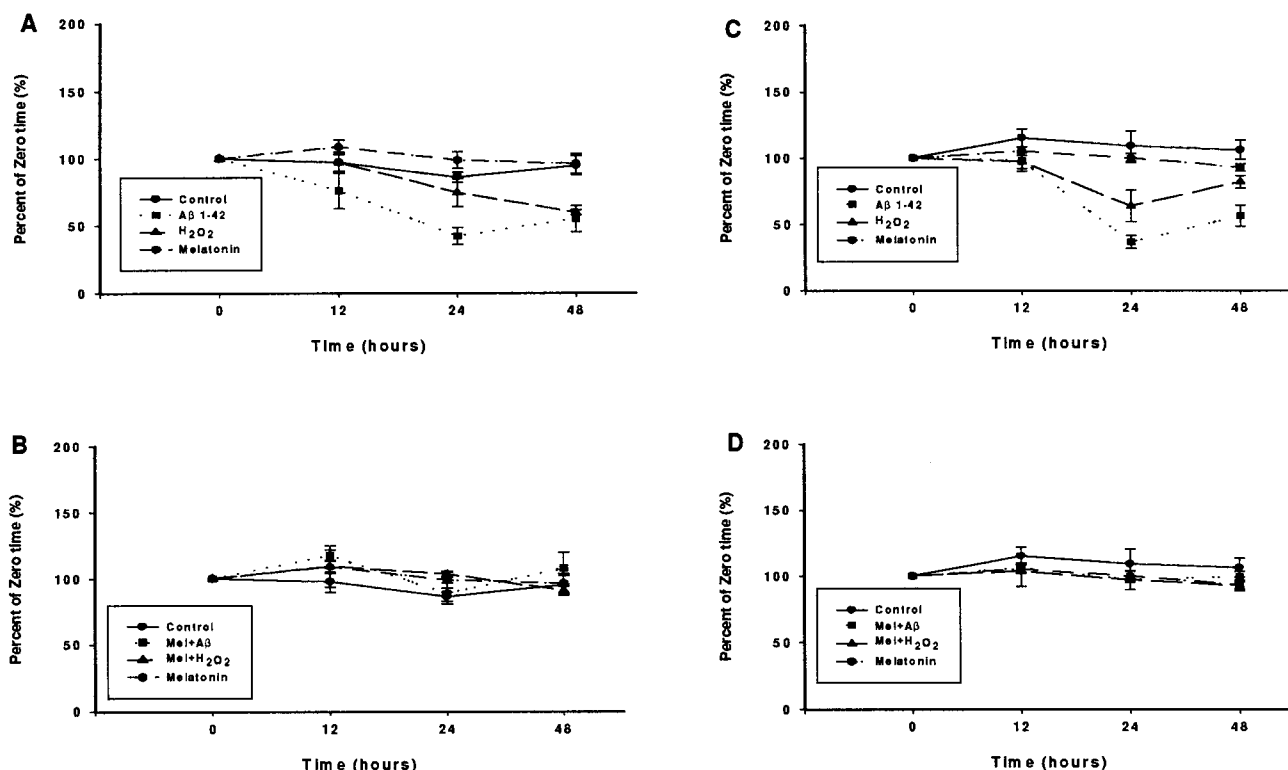 A
Percent of Zero time (%)
200
150
100
50
0
Control
Aβ 1-42
H2O2
Melatonin
0 12 24 48
Time (hours)
C
Percent of Zero time (%)
200
150
100
50
0
Control
Aβ 1-42
H2O2
Melatonin
0 12 24 48
Time (hours)
B
Percent of Zero time (%)
200
150
100
50
0
Control
Mel+Aβ
Mel+H2O2
Melatonin
0 12 24 48
Time (hours)
D
Percent of Zero time (%)
200
150
100
50
0
Control
Mel+Aβ
Mel+H2O2
Melatonin
0 12 24 48
Time (hours)